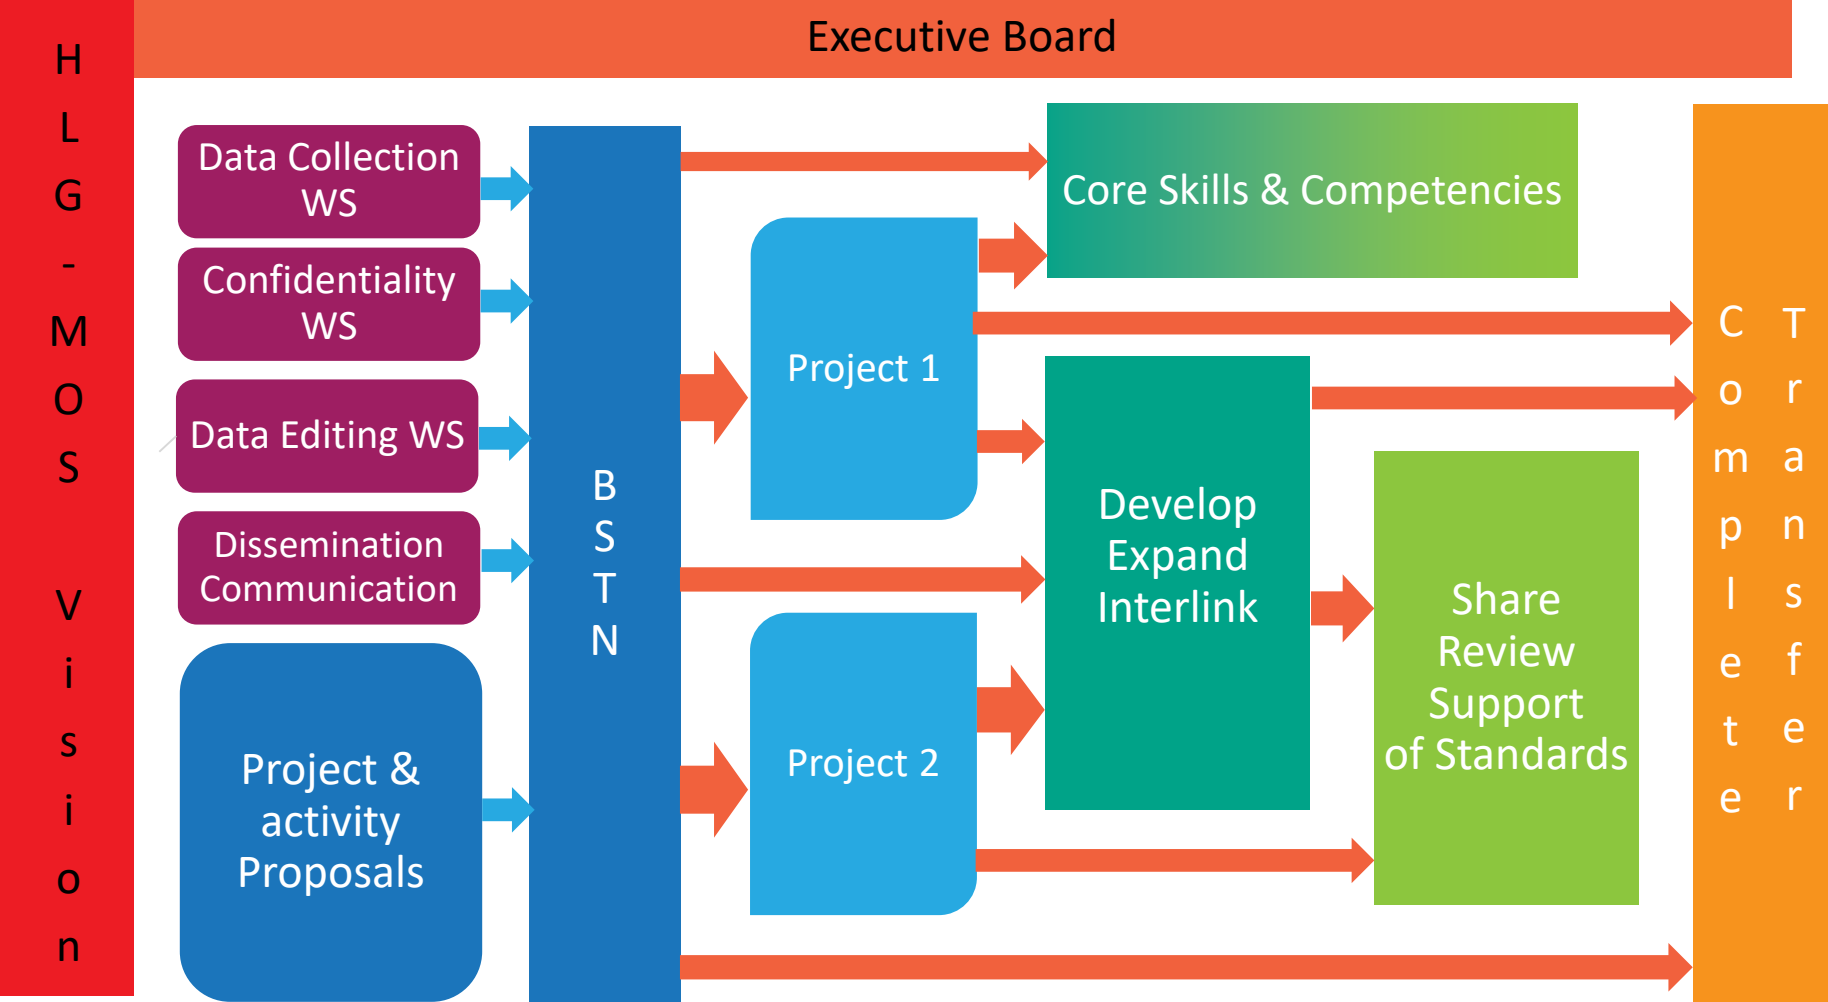 HLG-MOS Vision
Executive Board
Data Collection
WS
Confidentiality
WS
Data Editing WS
Dissemination
Communication
Project &
activity
Proposals
BSTN
Project 1
Project 2
Core Skills & Competencies
Develop
Expand
Interlink
Share
Review
Support
of Standards
Complete
Transfer